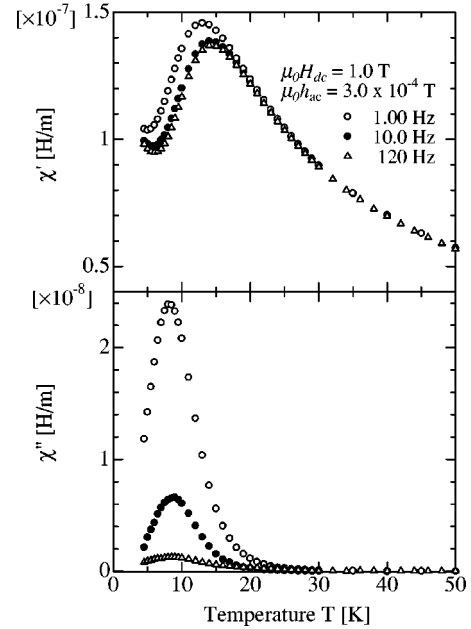 [×10⁻⁷]
1.5
μ₀H_dc = 1.0 T
μ₀h_ac = 3.0 x 10⁻⁴ T
1.00 Hz
10.0 Hz
120 Hz
1
χ' [H/m]
0.5
[×10⁻⁸]
2
χ'' [H/m]
1
0
0 10 20 30 40 50
Temperature T [K]